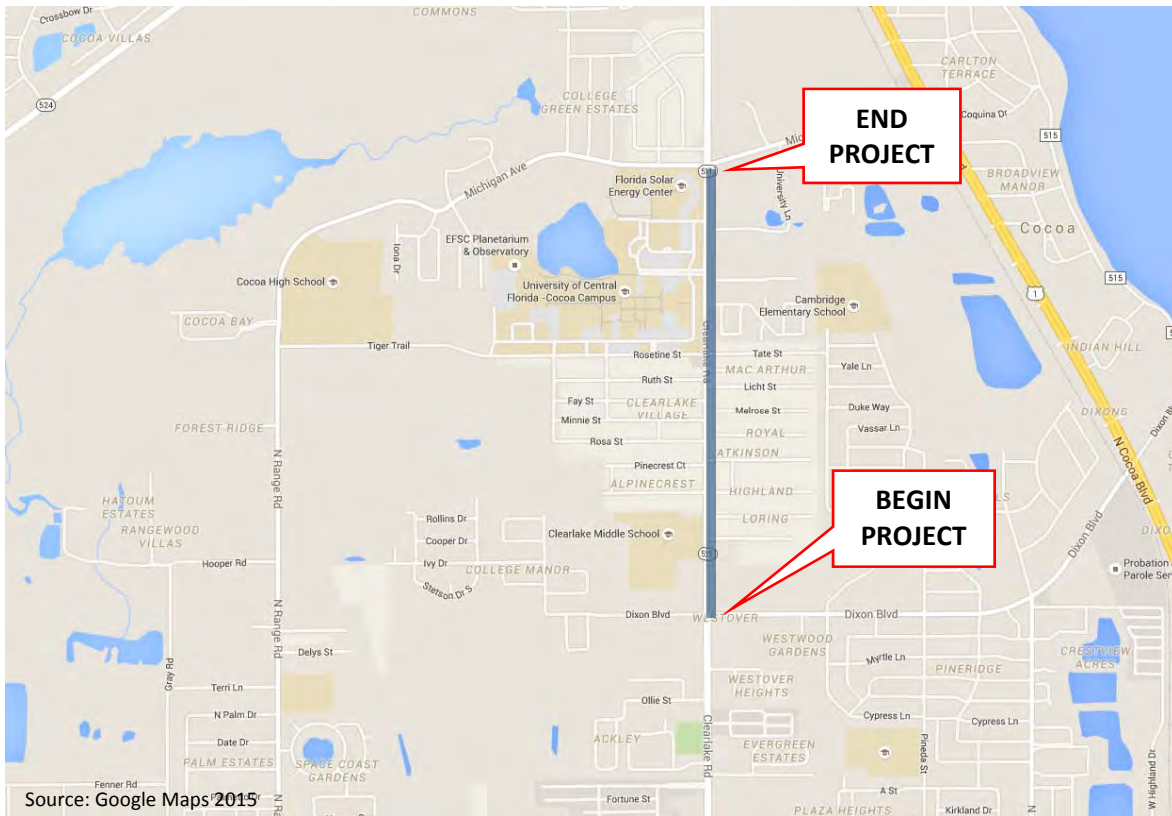 Crossbow Dr
COCOA VILLAS
COMMONS
524
COLLEGE
GREEN ESTATES
CARLTON
TERRACE
Coquina Dr
515
END
PROJECT
BROADVIEW
MANOR
Michigan Ave
Florida Solar
Energy Center
University Ln
Cocoa
Iona Dr
EFSC Planetarium
& Observatory
Cocoa High School
University of Central
Florida -Cocoa Campus
Cambridge
Elementary School
515
1
COCOA BAY
Tiger Trail
Clearlake Rd
INDIAN HILL
Rosetine St
Tate St
MAC ARTHUR
Yale Ln
Ruth St
Licht St
Fay St
CLEARLAKE
VILLAGE
Melrose St
Duke Way
DIXONS
Minnie St
Vassar Ln
FOREST RIDGE
ROYAL
Rosa St
N Range Rd
ATKINSON
N Cocoa Blvd
Pinecrest Ct
ALPINECREST
HIGHLAND
BEGIN
PROJECT
HATOUM
ESTATES
RANGEWOOD
VILLAS
Rollins Dr
LORING
Cooper Dr
Clearlake Middle School
Dixon Blvd
Hooper Rd
Ivy Dr
COLLEGE MANOR
Stetson Dr S
Probation
Parole Ser
Dixon Blvd
WESTOVER
Dixon Blvd
N Range Rd
Delys St
WESTWOOD
GARDENS
Myrtle Ln
PINERIDGE
CRESTVIEW
ACRES
Gray Rd
Terri Ln
WESTOVER
HEIGHTS
Ollie St
N Palm Dr
Cypress Ln
Cypress Ln
Date Dr
PALM ESTATES
SPACE COAST
GARDENS
ACKLEY
Clearlake Rd
EVERGREEN
ESTATES
Pineda St
W Highland Dr
Fenner Rd
A St
Source: Google Maps 2015
Fortune St
PLAZA HEIGHTS
Kirkland Dr